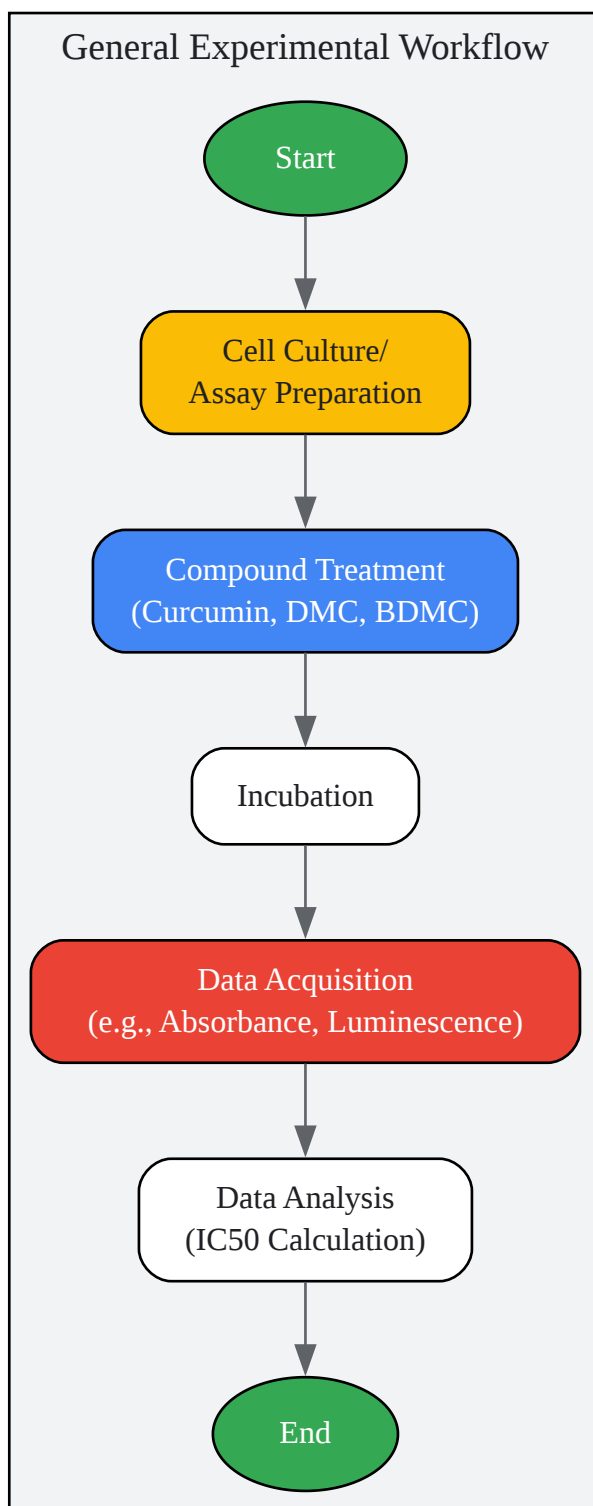 General Experimental Workflow
Start
Cell Culture/
Assay Preparation
Compound Treatment
(Curcumin, DMC, BDMC)
Incubation
Data Acquisition
(e.g., Absorbance, Luminescence)
Data Analysis
(IC50 Calculation)
End